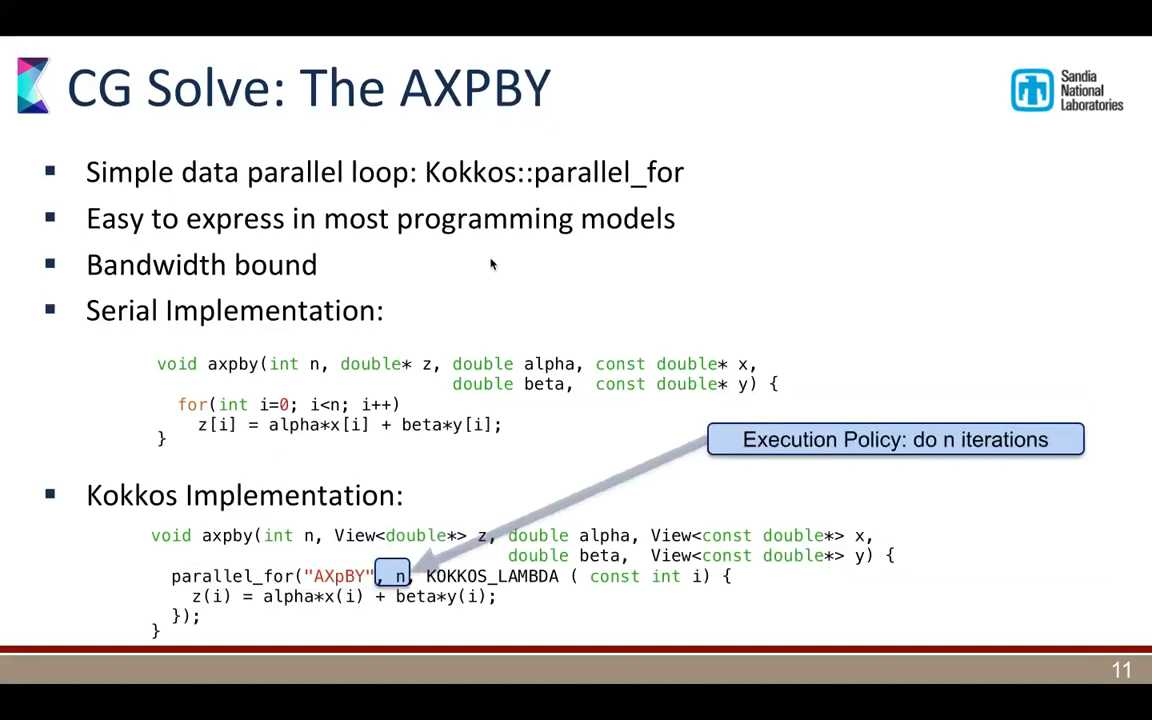 CG Solve: The AXPBY
Sandia
National
Laboratories
▪ Simple data parallel loop: Kokkos::parallel_for
▪ Easy to express in most programming models
▪ Bandwidth bound
▪ Serial Implementation:
void axpby(int n, double* z, double alpha, const double* x,
double beta,  const double* y) {
for(int i=0; i<n; i++)
z[i] = alpha*x[i] + beta*y[i];
}
Execution Policy: do n iterations
▪ Kokkos Implementation:
void axpby(int n, View<double*> z, double alpha, View<const double*> x,
double beta,  View<const double*> y) {
parallel_for("AXpBY", n, KOKKOS_LAMBDA ( const int i) {
z(i) = alpha*x(i) + beta*y(i);
});
}
11